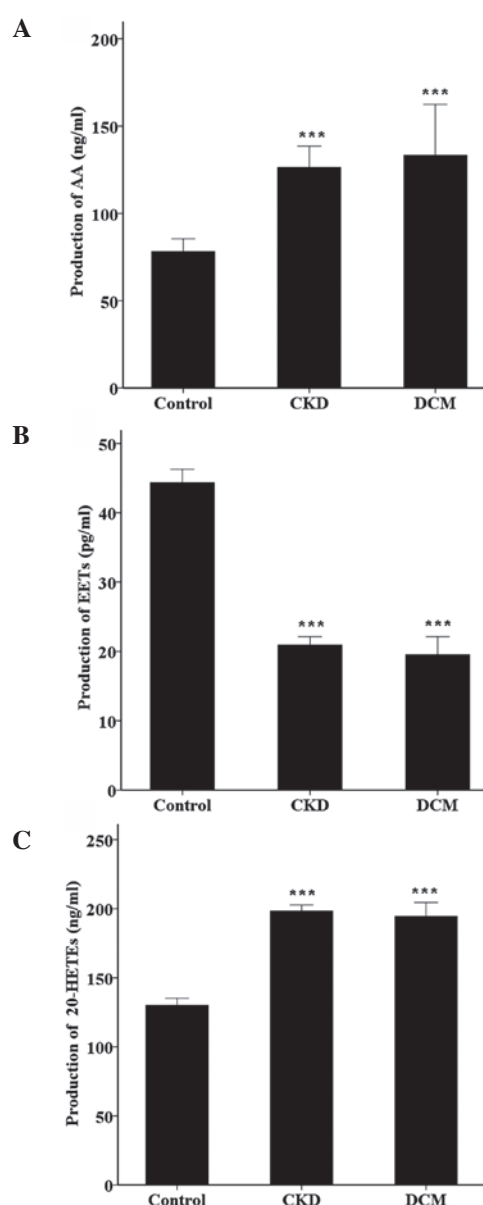 A
Production of AA (ng/ml)
200
150
100
50
0
***
***
Control CKD DCM
B
Production of EETs (pg/ml)
50
40
30
20
10
0
***
***
Control CKD DCM
C
Production of 20-HETEs (ng/ml)
250
200
150
100
50
0
***
***
Control CKD DCM